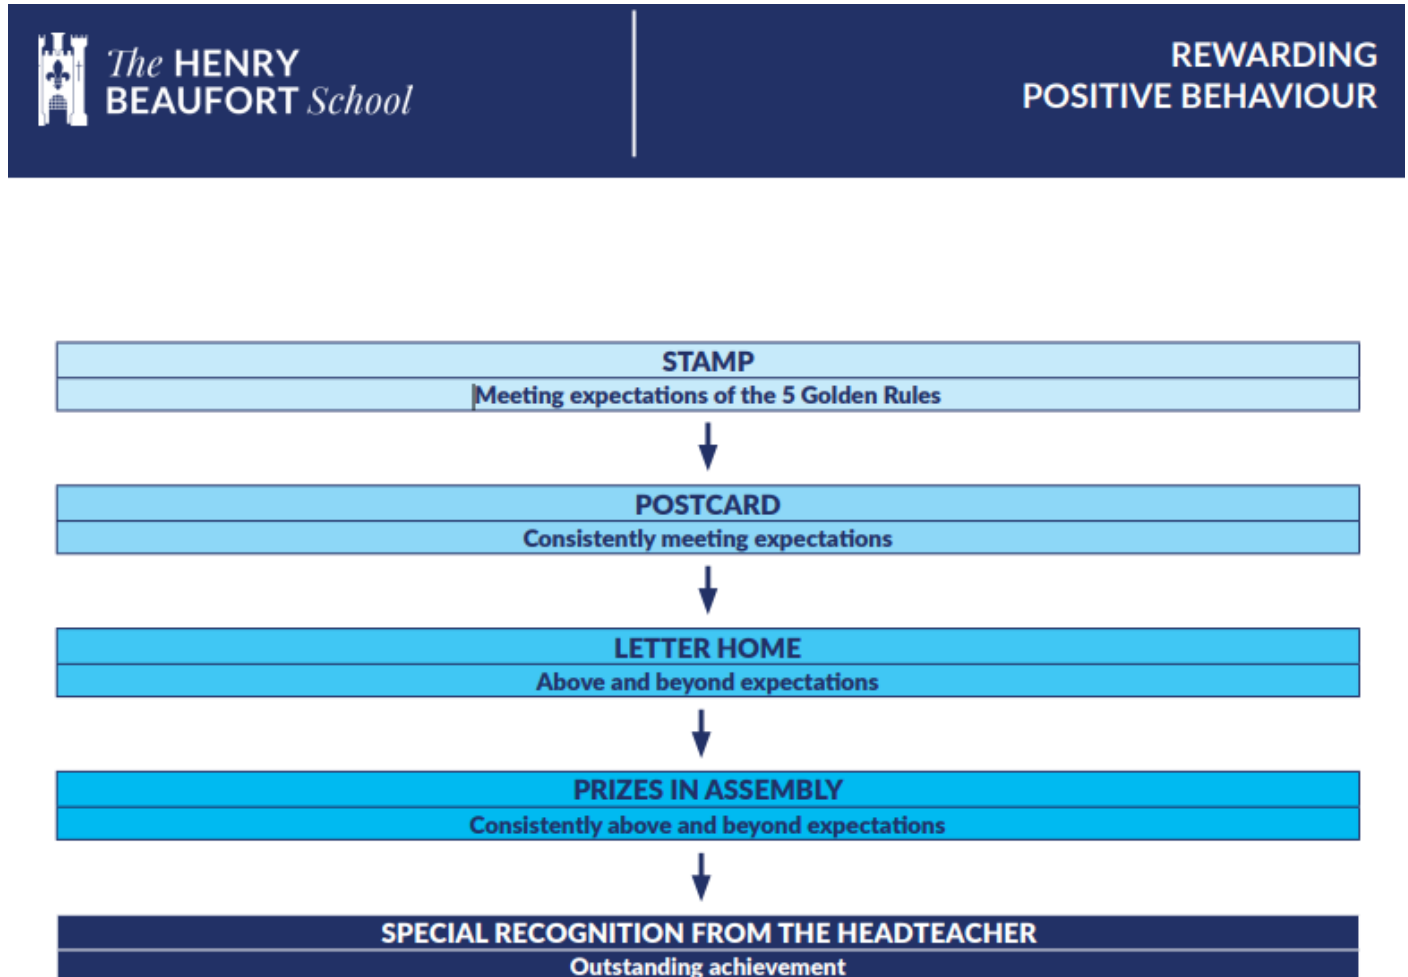 The HENRY
BEAUFORT School
REWARDING
POSITIVE BEHAVIOUR
STAMP
Meeting expectations of the 5 Golden Rules
POSTCARD
Consistently meeting expectations
LETTER HOME
Above and beyond expectations
PRIZES IN ASSEMBLY
Consistently above and beyond expectations
SPECIAL RECOGNITION FROM THE HEADTEACHER
Outstanding achievement